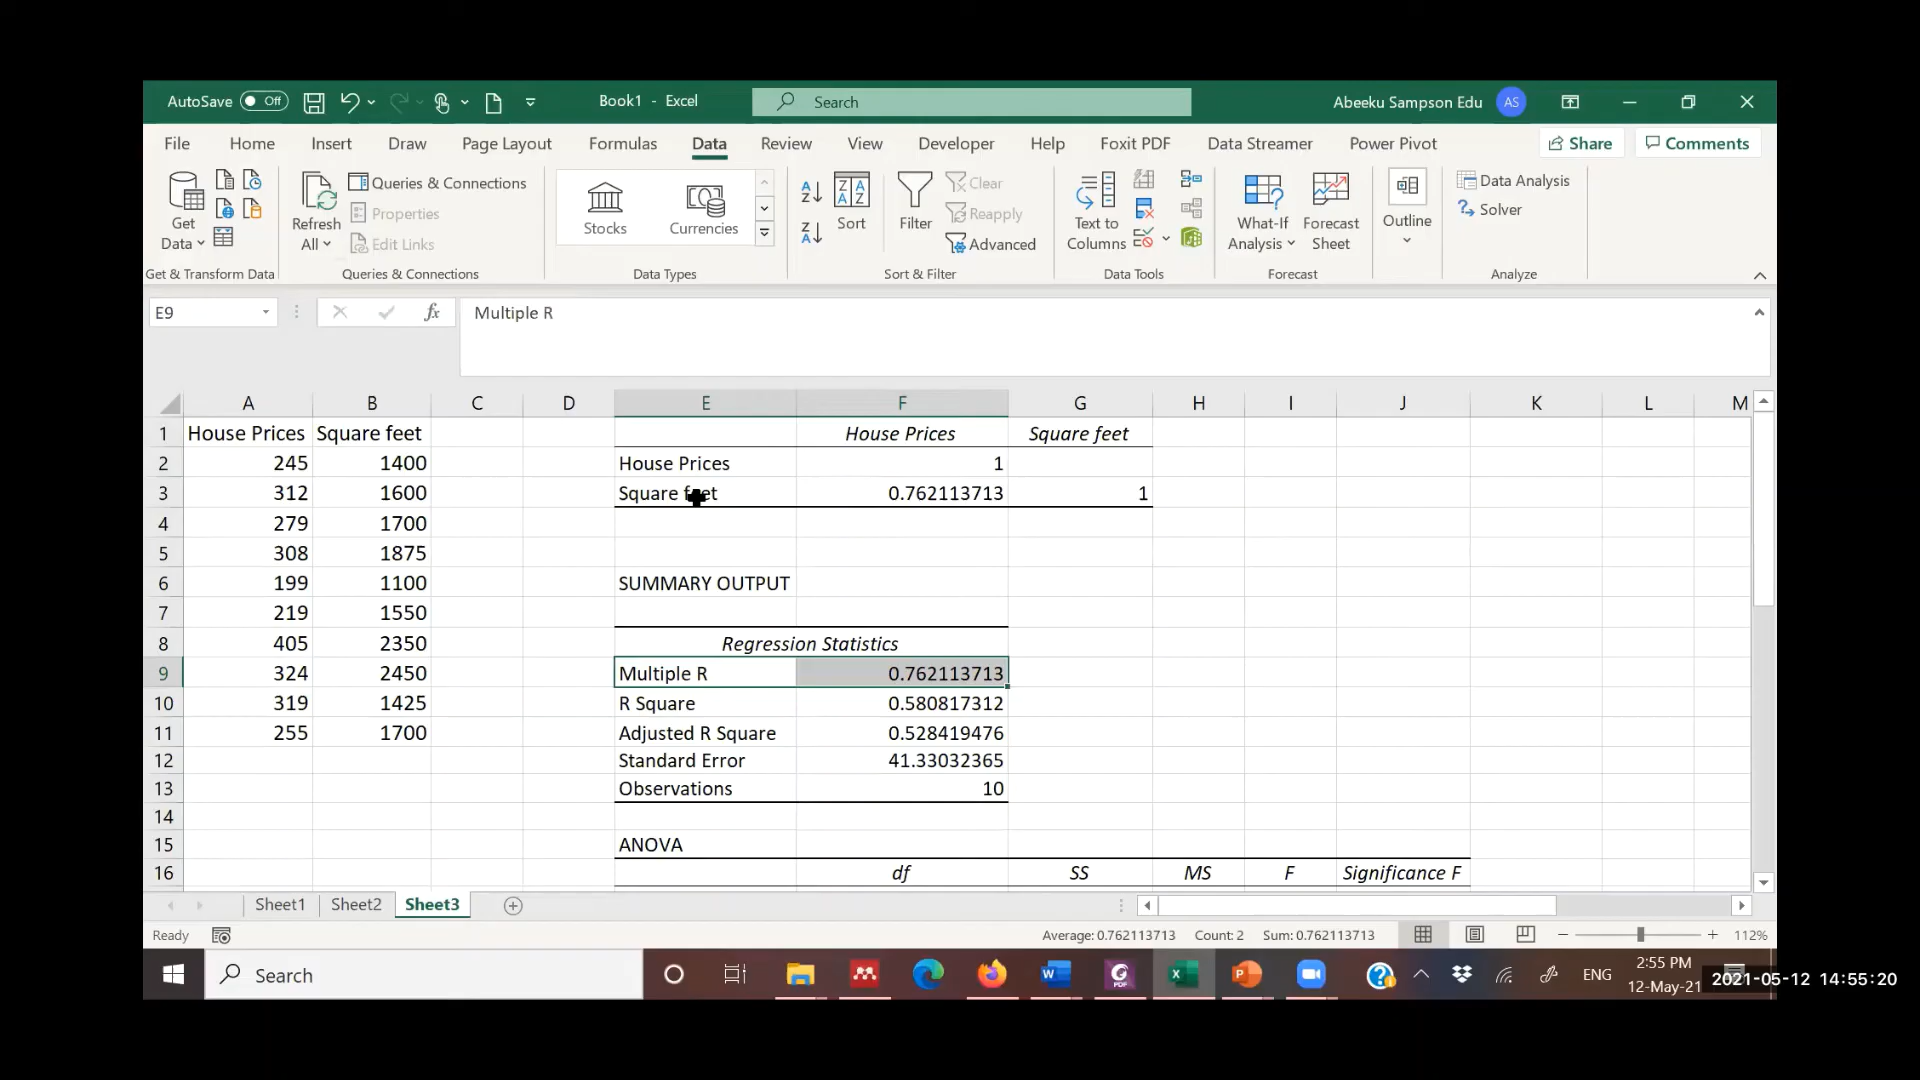 AutoSave Off Book1 - Excel Search Abeeku Sampson Edu AS
File Home Insert Draw Page Layout Formulas Data Review View Developer Help Foxit PDF Data Streamer Power Pivot Share Comments
Get Data
Refresh All
Queries & Connections
Properties
Edit Links
Stocks Currencies
Sort
Filter
Clear
Reapply
Advanced
Text to Columns
What-If Analysis
Forecast Sheet
Outline
Data Analysis
Solver
Get & Transform Data Queries & Connections Data Types Sort & Filter Data Tools Forecast Analyze
E9 fx Multiple R
A B C D E F G H I J K L M
1 House Prices Square feet House Prices Square feet
2 245 1400 House Prices 1
3 312 1600 Square feet 0.762113713 1
4 279 1700
5 308 1875
6 199 1100 SUMMARY OUTPUT
7 219 1550
8 405 2350 Regression Statistics
9 324 2450 Multiple R 0.762113713
10 319 1425 R Square 0.580817312
11 255 1700 Adjusted R Square 0.528419476
12 Standard Error 41.33032365
13 Observations 10
14
15 ANOVA
16 df SS MS F Significance F
Sheet1 Sheet2 Sheet3
Ready Average: 0.762113713 Count: 2 Sum: 0.762113713 112%
Search ENG 2:55 PM
12-May-21 2021-05-12 14:55:20